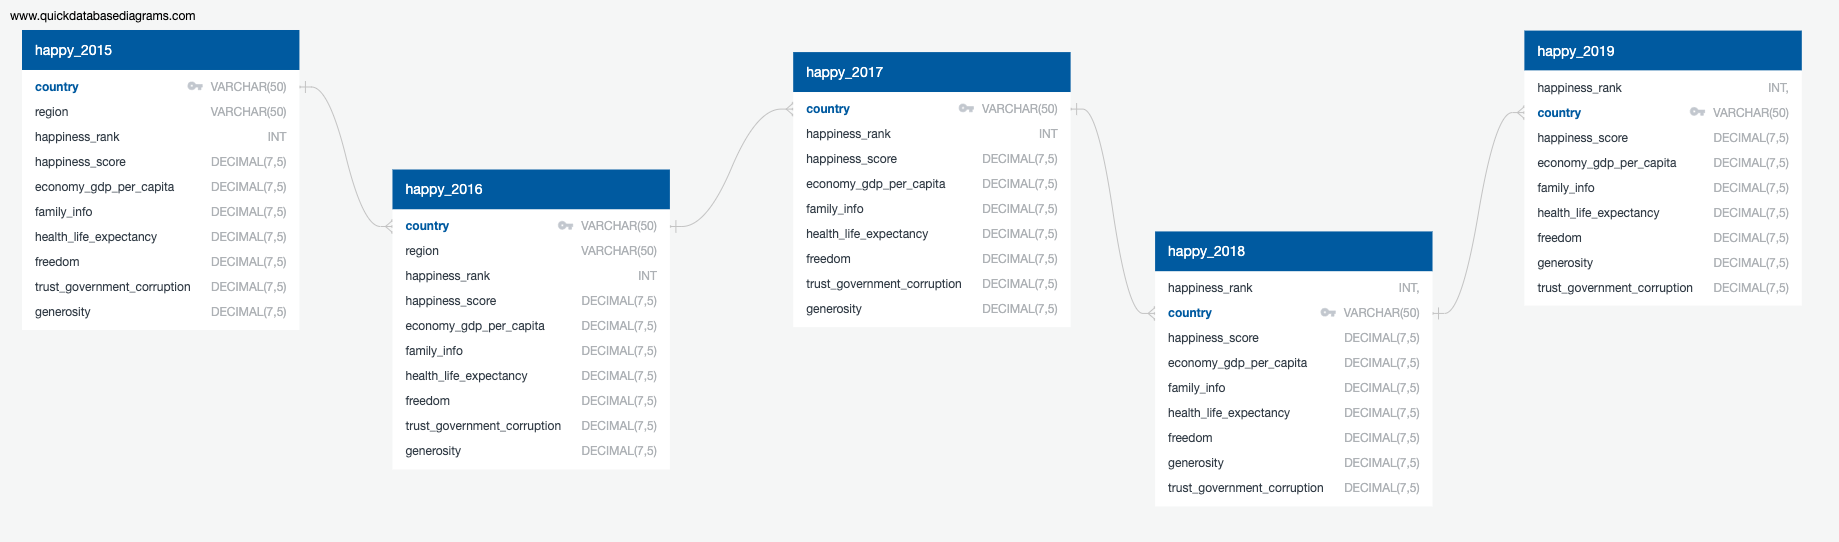 www.quickdatabasediagrams.com
happy_2015
country VARCHAR(50)
region VARCHAR(50)
happiness_rank INT
happiness_score DECIMAL(7,5)
economy_gdp_per_capita DECIMAL(7,5)
family_info DECIMAL(7,5)
health_life_expectancy DECIMAL(7,5)
freedom DECIMAL(7,5)
trust_government_corruption DECIMAL(7,5)
generosity DECIMAL(7,5)
happy_2016
country VARCHAR(50)
region VARCHAR(50)
happiness_rank INT
happiness_score DECIMAL(7,5)
economy_gdp_per_capita DECIMAL(7,5)
family_info DECIMAL(7,5)
health_life_expectancy DECIMAL(7,5)
freedom DECIMAL(7,5)
trust_government_corruption DECIMAL(7,5)
generosity DECIMAL(7,5)
happy_2017
country VARCHAR(50)
happiness_rank INT
happiness_score DECIMAL(7,5)
economy_gdp_per_capita DECIMAL(7,5)
family_info DECIMAL(7,5)
health_life_expectancy DECIMAL(7,5)
freedom DECIMAL(7,5)
trust_government_corruption DECIMAL(7,5)
generosity DECIMAL(7,5)
happy_2018
happiness_rank INT,
country VARCHAR(50)
happiness_score DECIMAL(7,5)
economy_gdp_per_capita DECIMAL(7,5)
family_info DECIMAL(7,5)
health_life_expectancy DECIMAL(7,5)
freedom DECIMAL(7,5)
generosity DECIMAL(7,5)
trust_government_corruption DECIMAL(7,5)
happy_2019
happiness_rank INT,
country VARCHAR(50)
happiness_score DECIMAL(7,5)
economy_gdp_per_capita DECIMAL(7,5)
family_info DECIMAL(7,5)
health_life_expectancy DECIMAL(7,5)
freedom DECIMAL(7,5)
generosity DECIMAL(7,5)
trust_government_corruption DECIMAL(7,5)